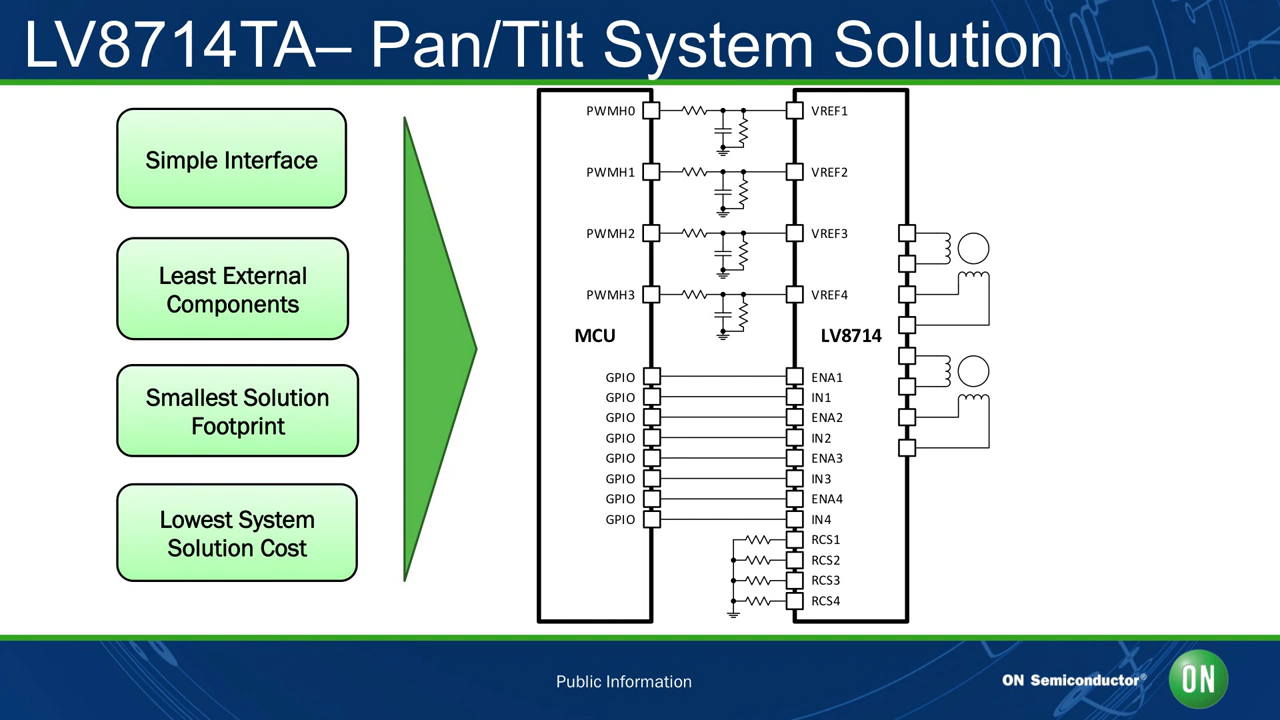 LV8714TA– Pan/Tilt System Solution
Simple Interface
Least External
Components
Smallest Solution
Footprint
Lowest System
Solution Cost
PWMH0
PWMH1
PWMH2
PWMH3
MCU
GPIO
GPIO
GPIO
GPIO
GPIO
GPIO
GPIO
GPIO
VREF1
VREF2
VREF3
VREF4
LV8714
ENA1
IN1
ENA2
IN2
ENA3
IN3
ENA4
IN4
RCS1
RCS2
RCS3
RCS4
Public Information
ON Semiconductor®
ON